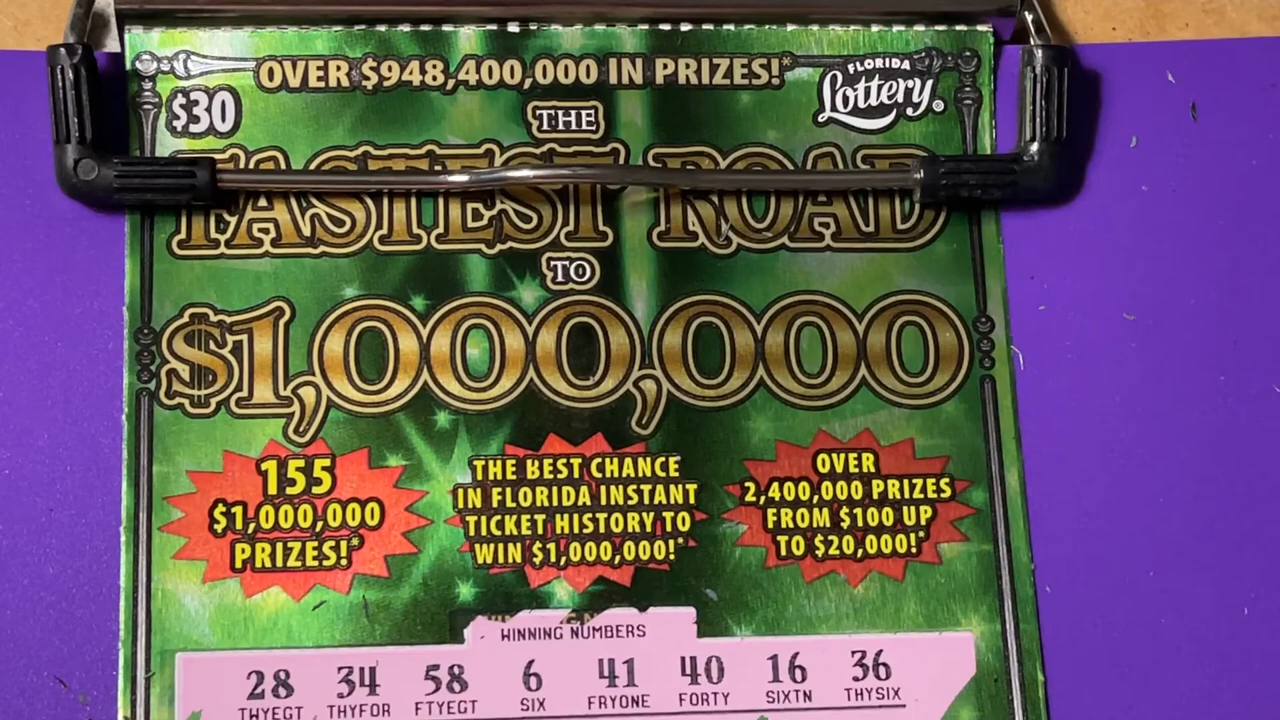 OVER $948,400,000 IN PRIZES!*
FLORIDA
Lottery®
$30
THE
FASTEST ROAD
TO
$1,000,000
155
$1,000,000
PRIZES!*
THE BEST CHANCE
IN FLORIDA INSTANT
TICKET HISTORY TO
WIN $1,000,000!*
OVER
2,400,000 PRIZES
FROM $100 UP
TO $20,000!*
WINNING NUMBERS
28 34 58 6 41 40 16 36
THYEGT THYFOR FTYEGT SIX FRYONE FORTY SIXTN THYSIX